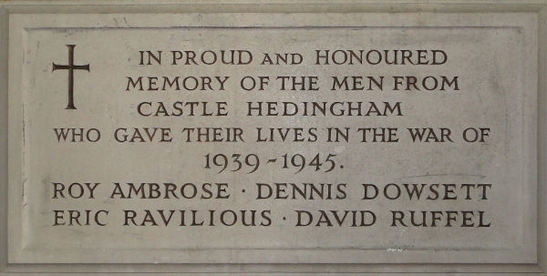 IN PROUD AND HONOURED
MEMORY OF THE MEN FROM
CASTLE HEDINGHAM
WHO GAVE THEIR LIVES IN THE WAR OF
1939-1945.
ROY AMBROSE · DENNIS DOWSETT
ERIC RAVILIOUS · DAVID RUFFEL